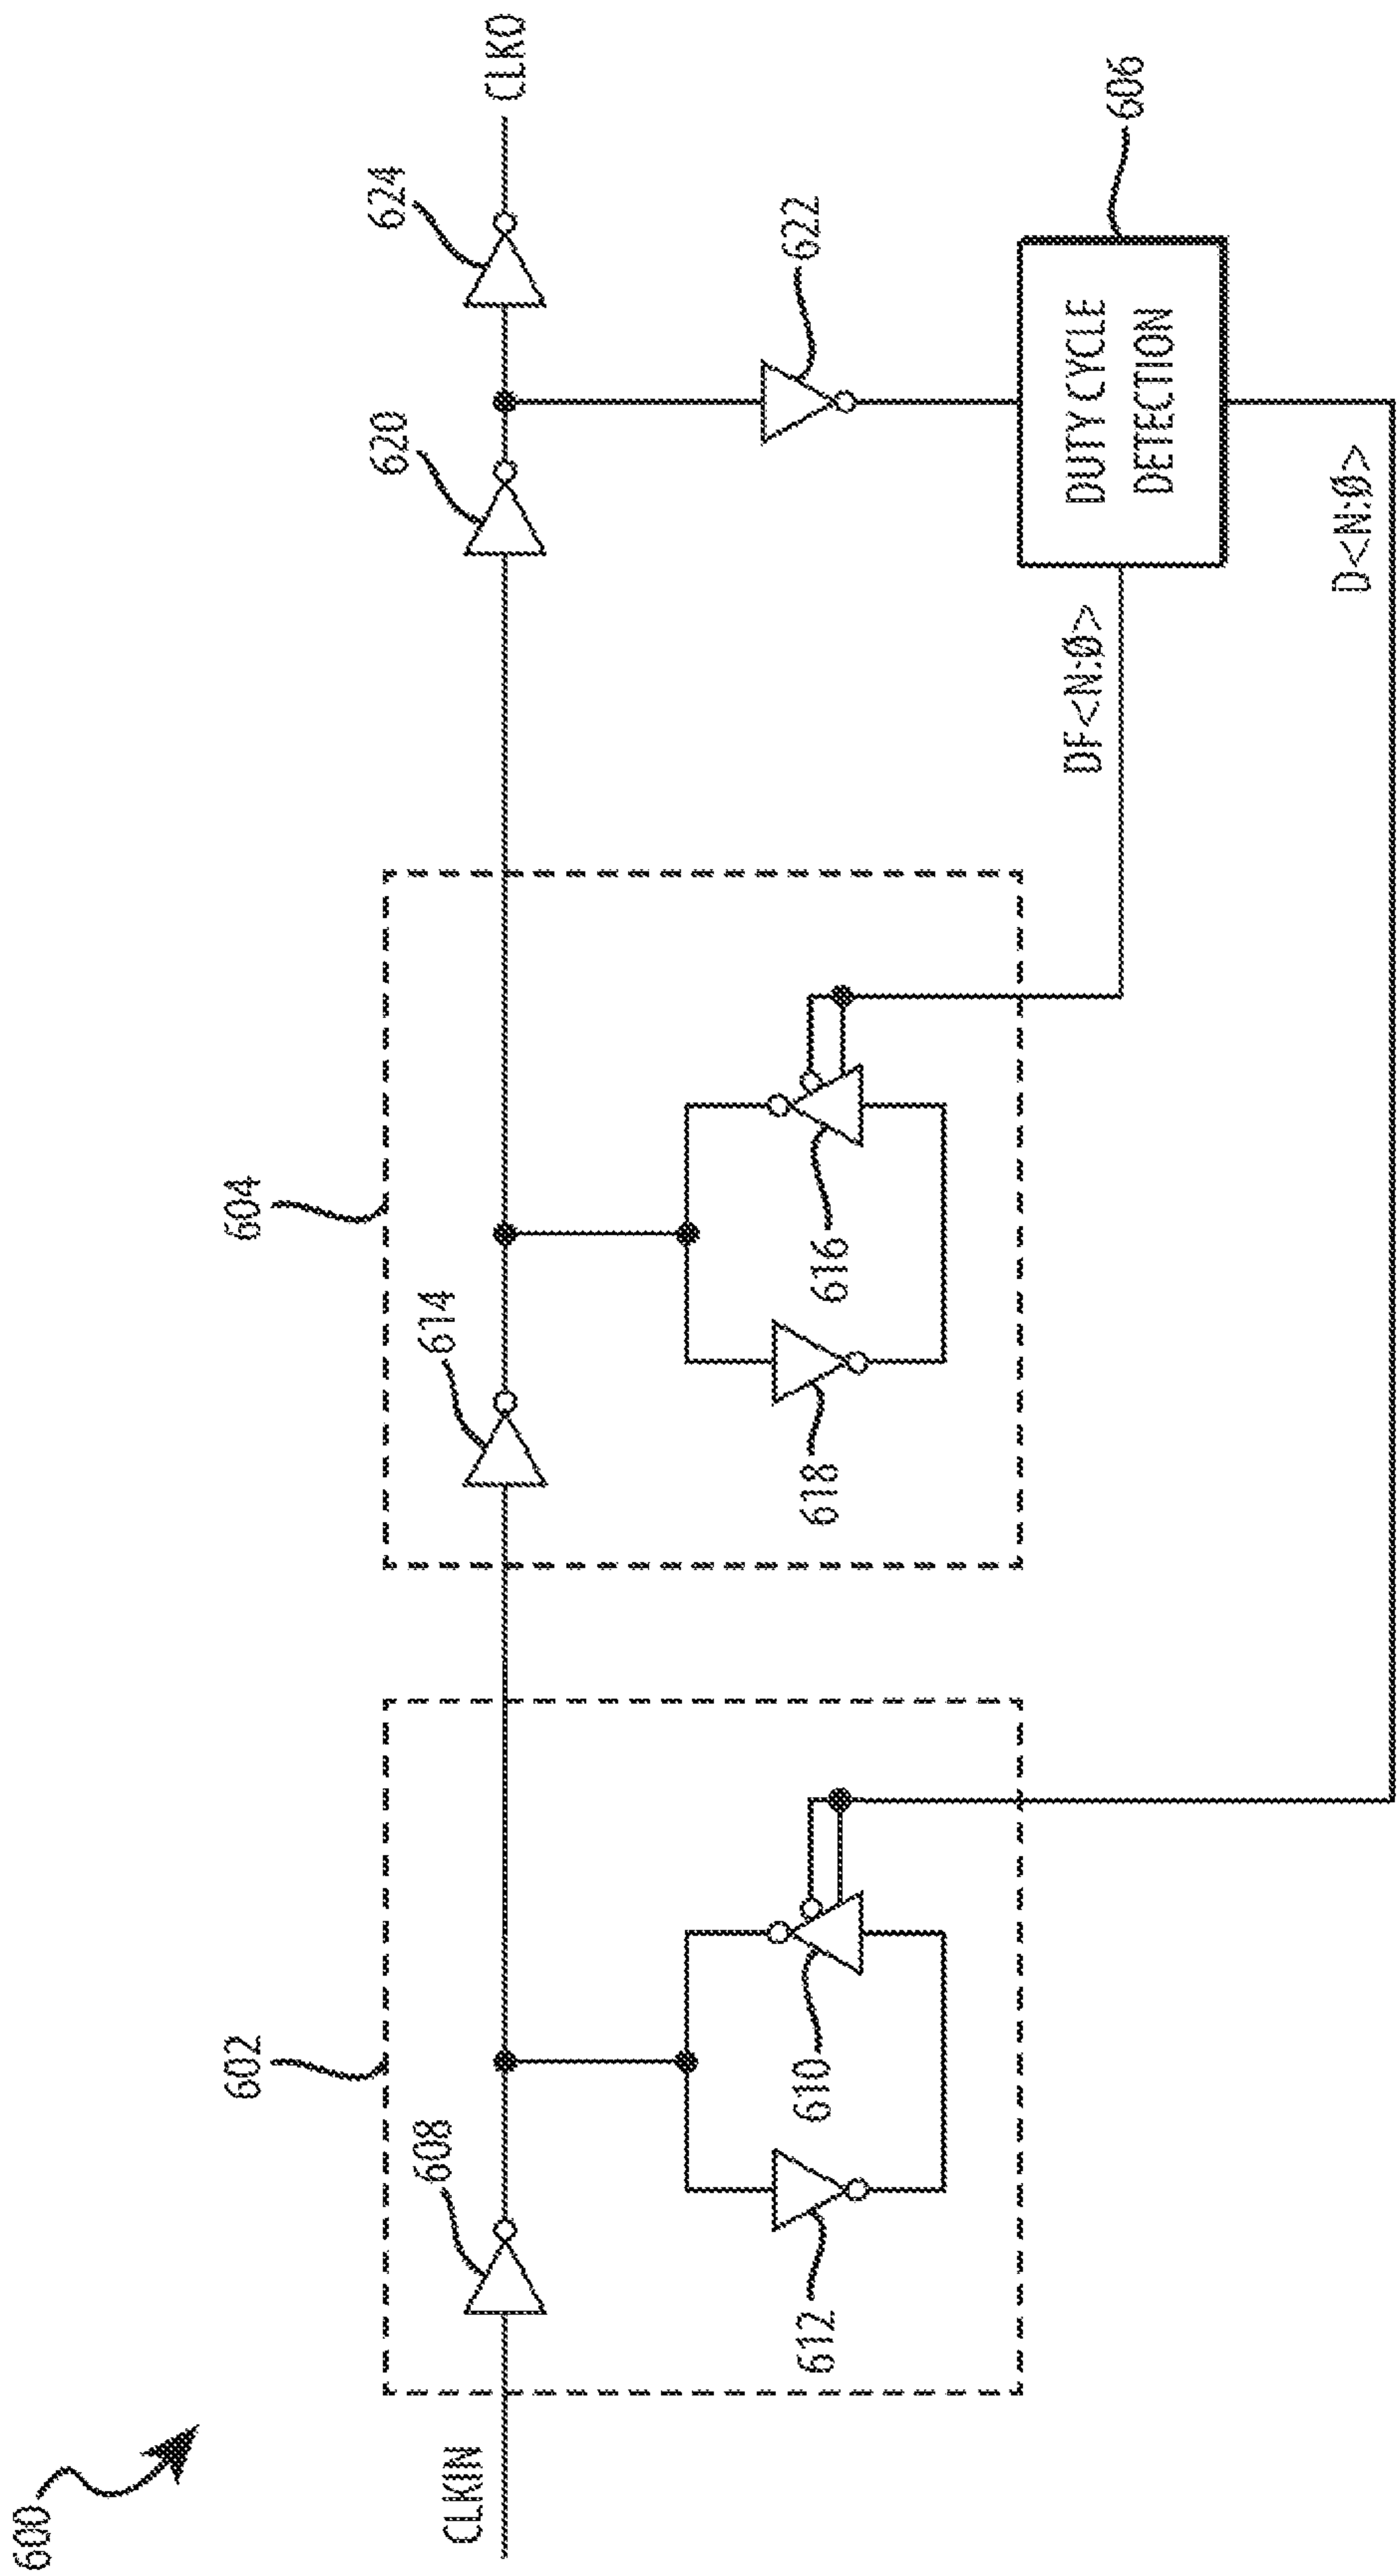 600
602
604
CLKIN
608
614
620
624
CLKO
612
610
618
616
622
DF<N:Ø>
DUTY CYCLE
DETECTION
606
D<N:Ø>